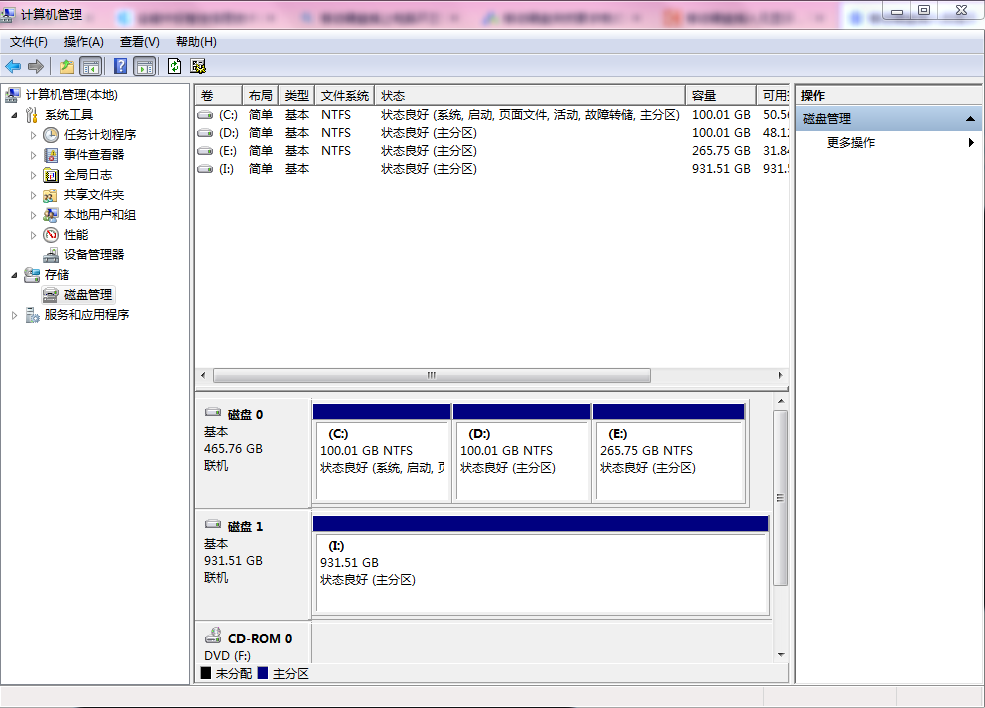 计算机管理
文件(F) 操作(A) 查看(V) 帮助(H)
计算机管理(本地)
系统工具
任务计划程序
事件查看器
全局日志
共享文件夹
本地用户和组
性能
设备管理器
存储
磁盘管理
服务和应用程序
卷 布局 类型 文件系统 状态 容量 可用
(C:) 简单 基本 NTFS 状态良好 (系统, 启动, 页面文件, 活动, 故障转储, 主分区) 100.01 GB 50.5
(D:) 简单 基本 NTFS 状态良好 (主分区) 100.01 GB 48.1
(E:) 简单 基本 NTFS 状态良好 (主分区) 265.75 GB 31.8
(I:) 简单 基本 状态良好 (主分区) 931.51 GB 931.
操作
磁盘管理
更多操作
磁盘 0
基本
465.76 GB
联机
(C:)
100.01 GB NTFS
状态良好 (系统, 启动,
(D:)
100.01 GB NTFS
状态良好 (主分区)
(E:)
265.75 GB NTFS
状态良好 (主分区)
磁盘 1
基本
931.51 GB
联机
(I:)
931.51 GB
状态良好 (主分区)
CD-ROM 0
DVD (F:)
未分配 主分区